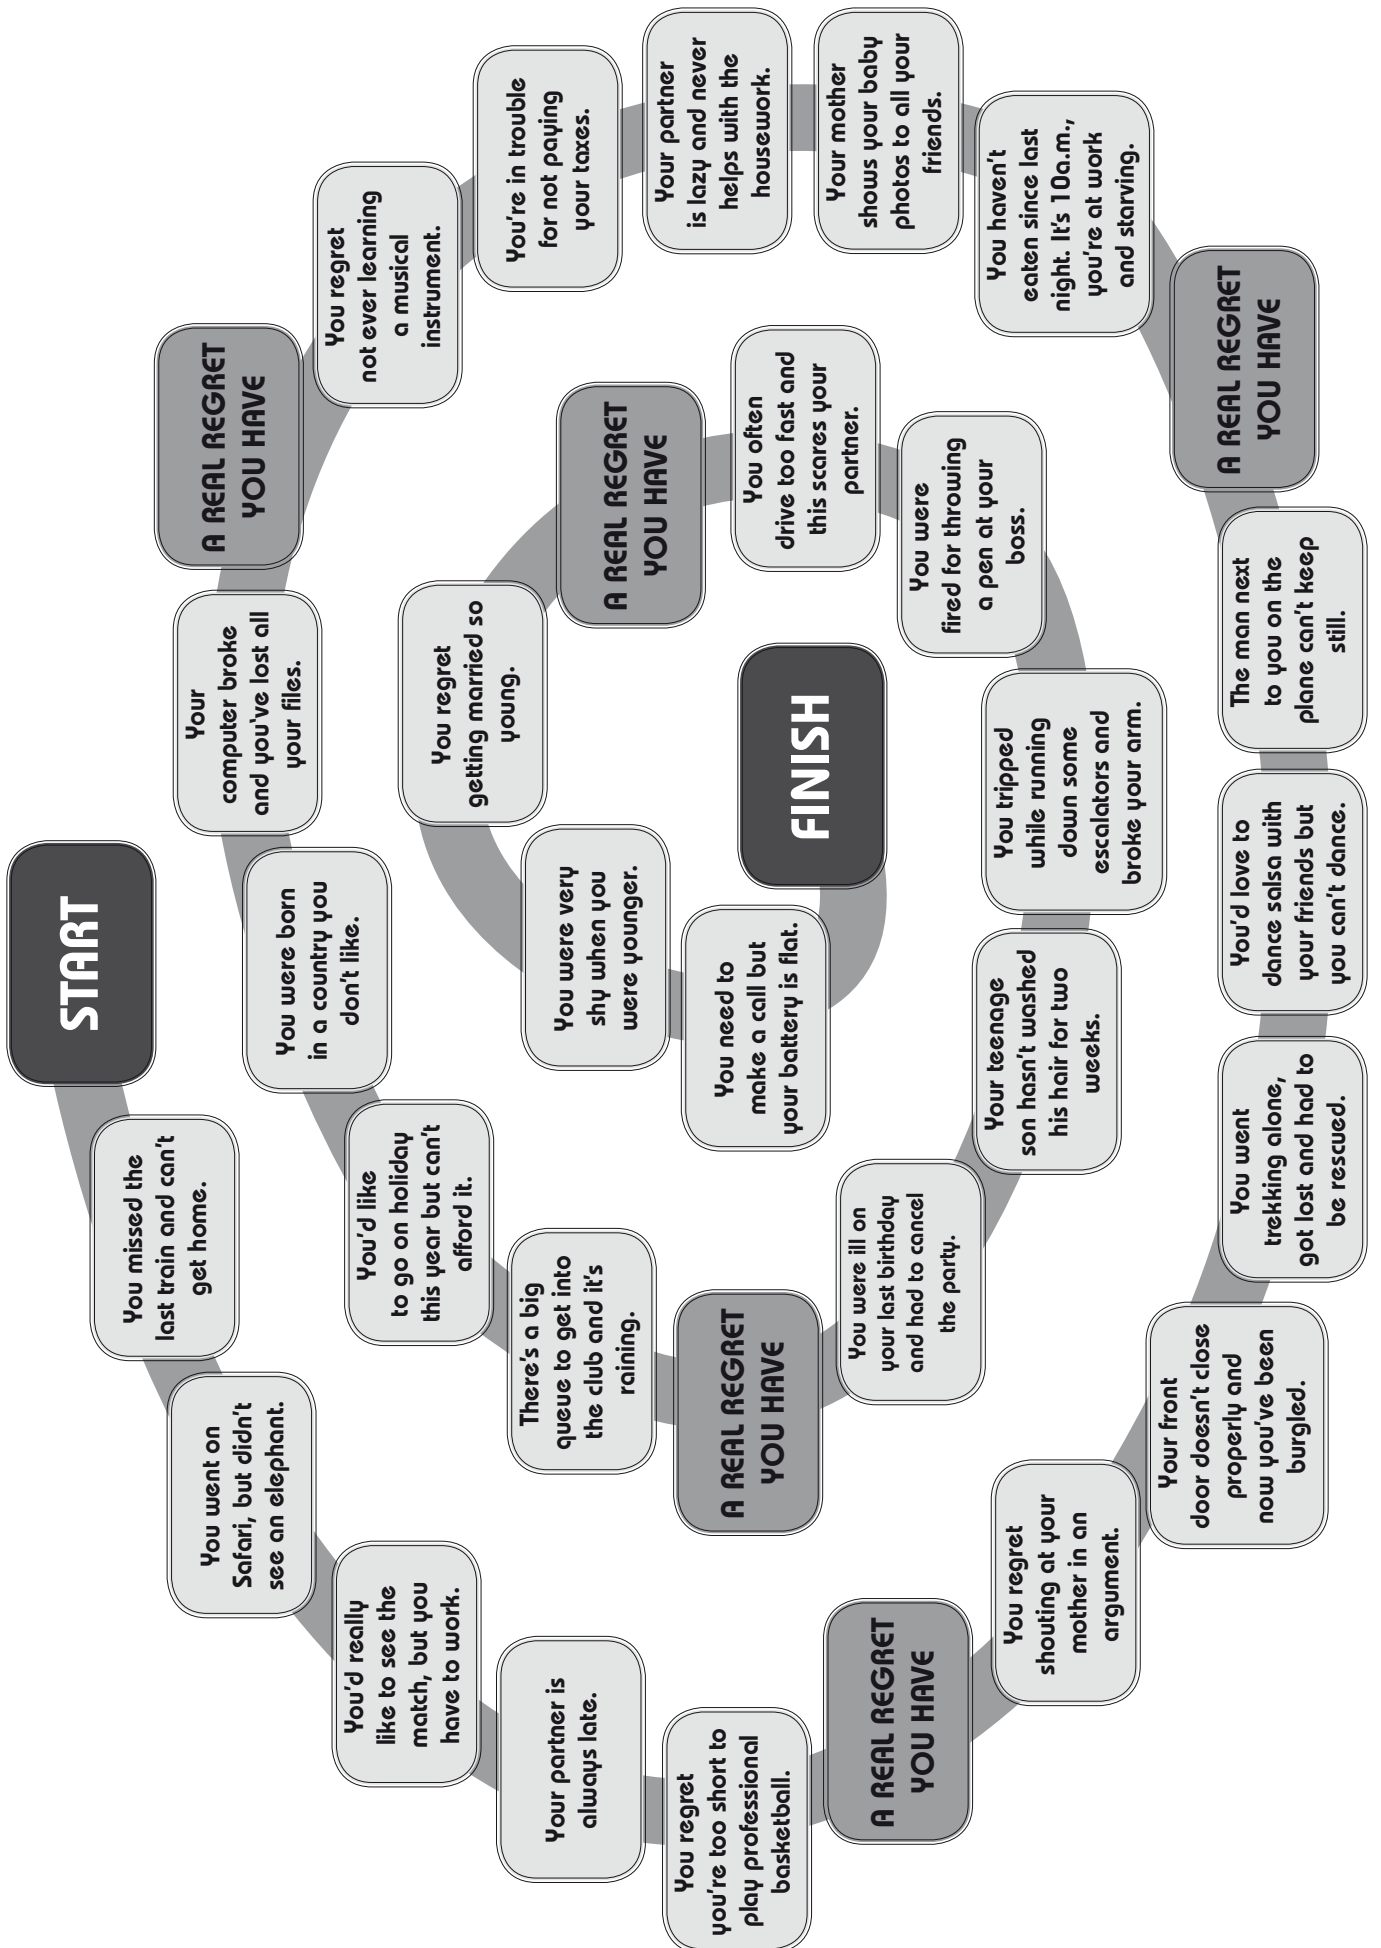 START
You missed the
last train and can't
get home.
You went on
Safari, but didn't
see an elephant.
You'd really
like to see the
match, but you
have to work.
Your partner is
always late.
You regret
you're too short to
play professional
basketball.
A REAL REGRET
YOU HAVE
You regret
shouting at your
mother in an
argument.
Your front
door doesn't close
properly and
now you've been
burgled.
You went
trekking alone,
got lost and had to
be rescued.
You'd love to
dance salsa with
your friends but
you can't dance.
The man next
to you on the
plane can't keep
still.
A REAL REGRET
YOU HAVE
You haven't
eaten since last
night. It's 10a.m.,
you're at work
and starving.
Your mother
shows your baby
photos to all your
friends.
Your partner
is lazy and never
helps with the
housework.
You're in trouble
for not paying
your taxes.
You regret
not ever learning
a musical
instrument.
A REAL REGRET
YOU HAVE
Your
computer broke
and you've lost all
your files.
You were born
in a country you
don't like.
You'd like
to go on holiday
this year but can't
afford it.
There's a big
queue to get into
the club and it's
raining.
A REAL REGRET
YOU HAVE
You were ill on
your last birthday
and had to cancel
the party.
Your teenage
son hasn't washed
his hair for two
weeks.
You tripped
while running
down some
escalators and
broke your arm.
You were
fired for throwing
a pen at your
boss.
You often
drive too fast and
this scares your
partner.
A REAL REGRET
YOU HAVE
You regret
getting married so
young.
You were very
shy when you
were younger.
You need to
make a call but
your battery is flat.
FINISH